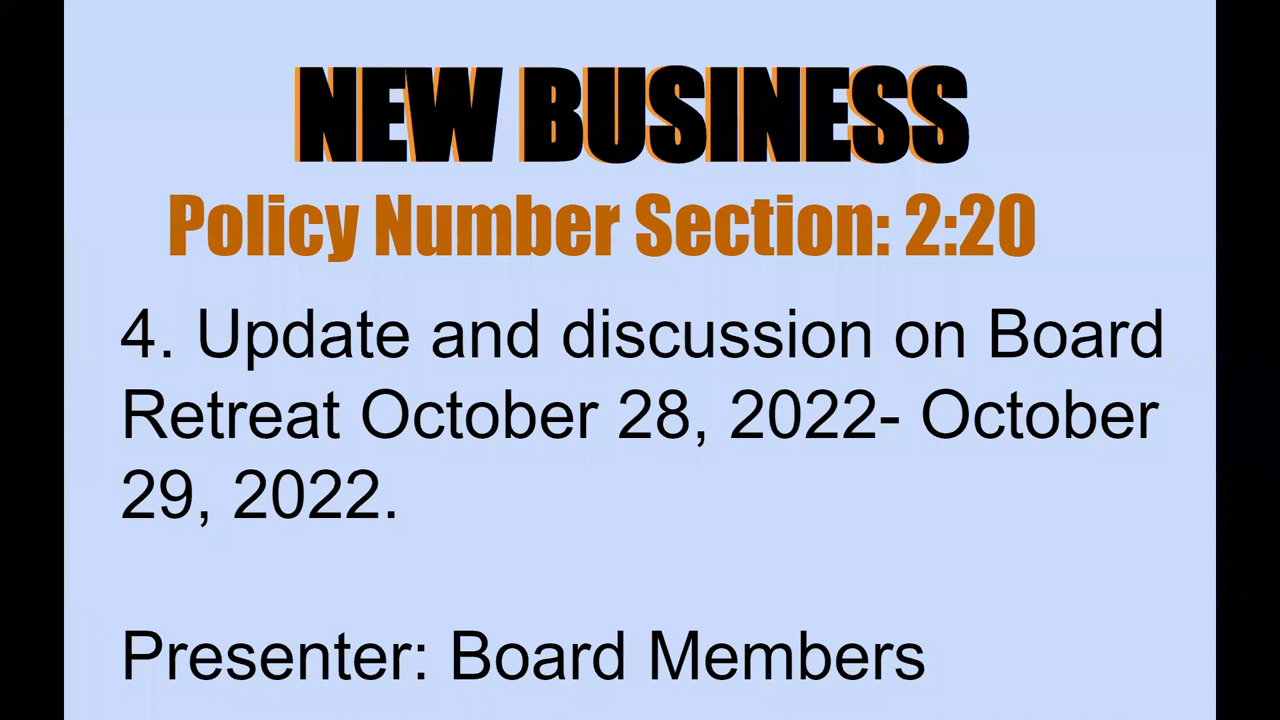 NEW BUSINESS
Policy Number Section: 2:20
4. Update and discussion on Board
Retreat October 28, 2022- October
29, 2022.
Presenter: Board Members